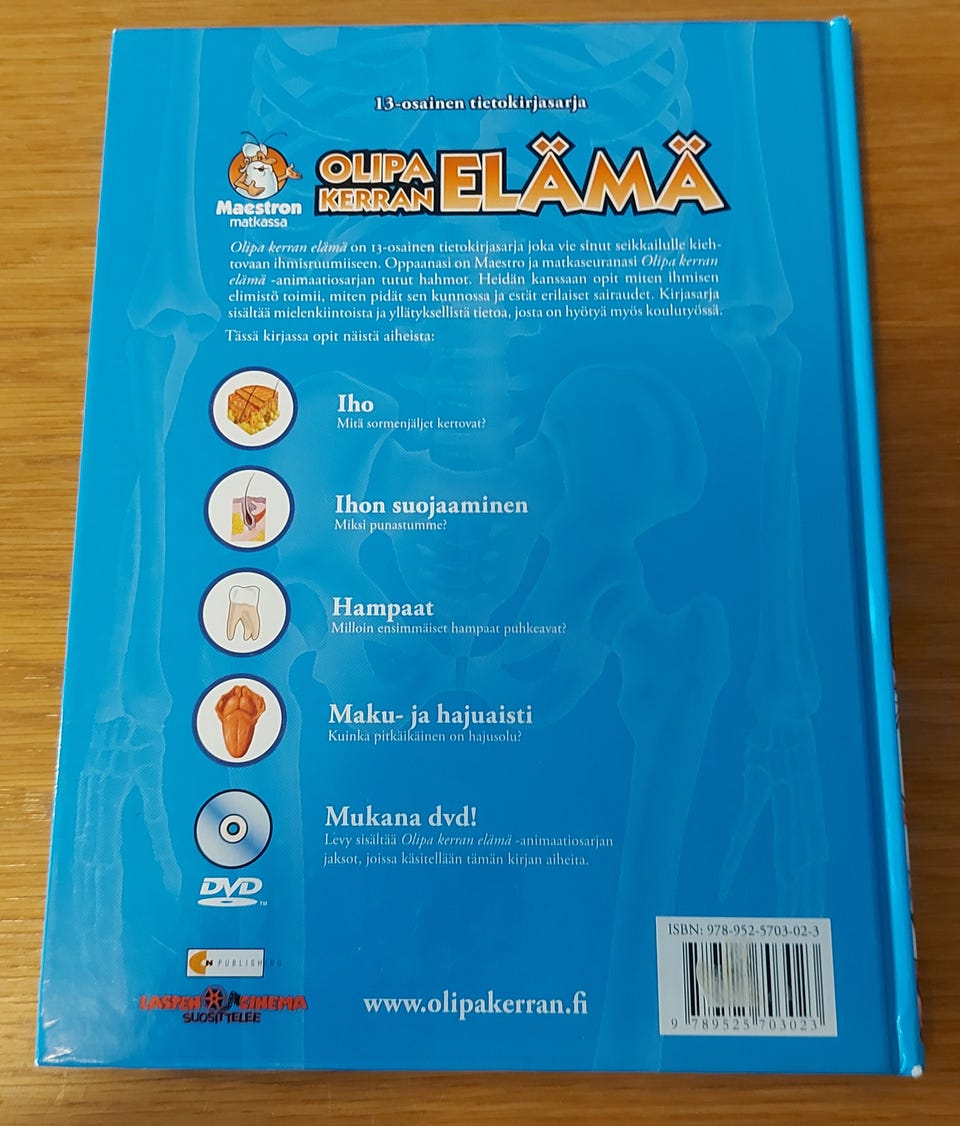 13-osainen tietokirjasarja
Maestron
matkassa
OLIPA
KERRAN ELÄMÄ
Olipa kerran elämä on 13-osainen tietokirjasarja joka vie sinut seikkailulle kieh-
tovaan ihmisruumiiseen. Oppaanasi on Maestro ja matkaseuranasi Olipa kerran
elämä -animaatiosarjan tutut hahmot. Heidän kanssaan opit miten ihmisen
elimistö toimii, miten pidät sen kunnossa ja estät erilaiset sairaudet. Kirjasarja
sisältää mielenkiintoista ja yllätyksellistä tietoa, josta on hyötyä myös koulutyössä.
Tässä kirjassa opit näistä aiheista:
Iho
Mitä sormenjäljet kertovat?
Ihon suojaaminen
Miksi punastumme?
Hampaat
Milloin ensimmäiset hampaat puhkeavat?
Maku- ja hajuaisti
Kuinka pitkäikäinen on hajusolu?
Mukana dvd!
Levy sisältää Olipa kerran elämä -animaatiosarjan
jaksot, joissa käsitellään tämän kirjan aiheita.
DVD TM
N PUBLISHING
LASTEN KINEMA
SUOSITTELEE
www.olipakerran.fi
ISBN: 978-952-5703-02-3
9 789525 703023